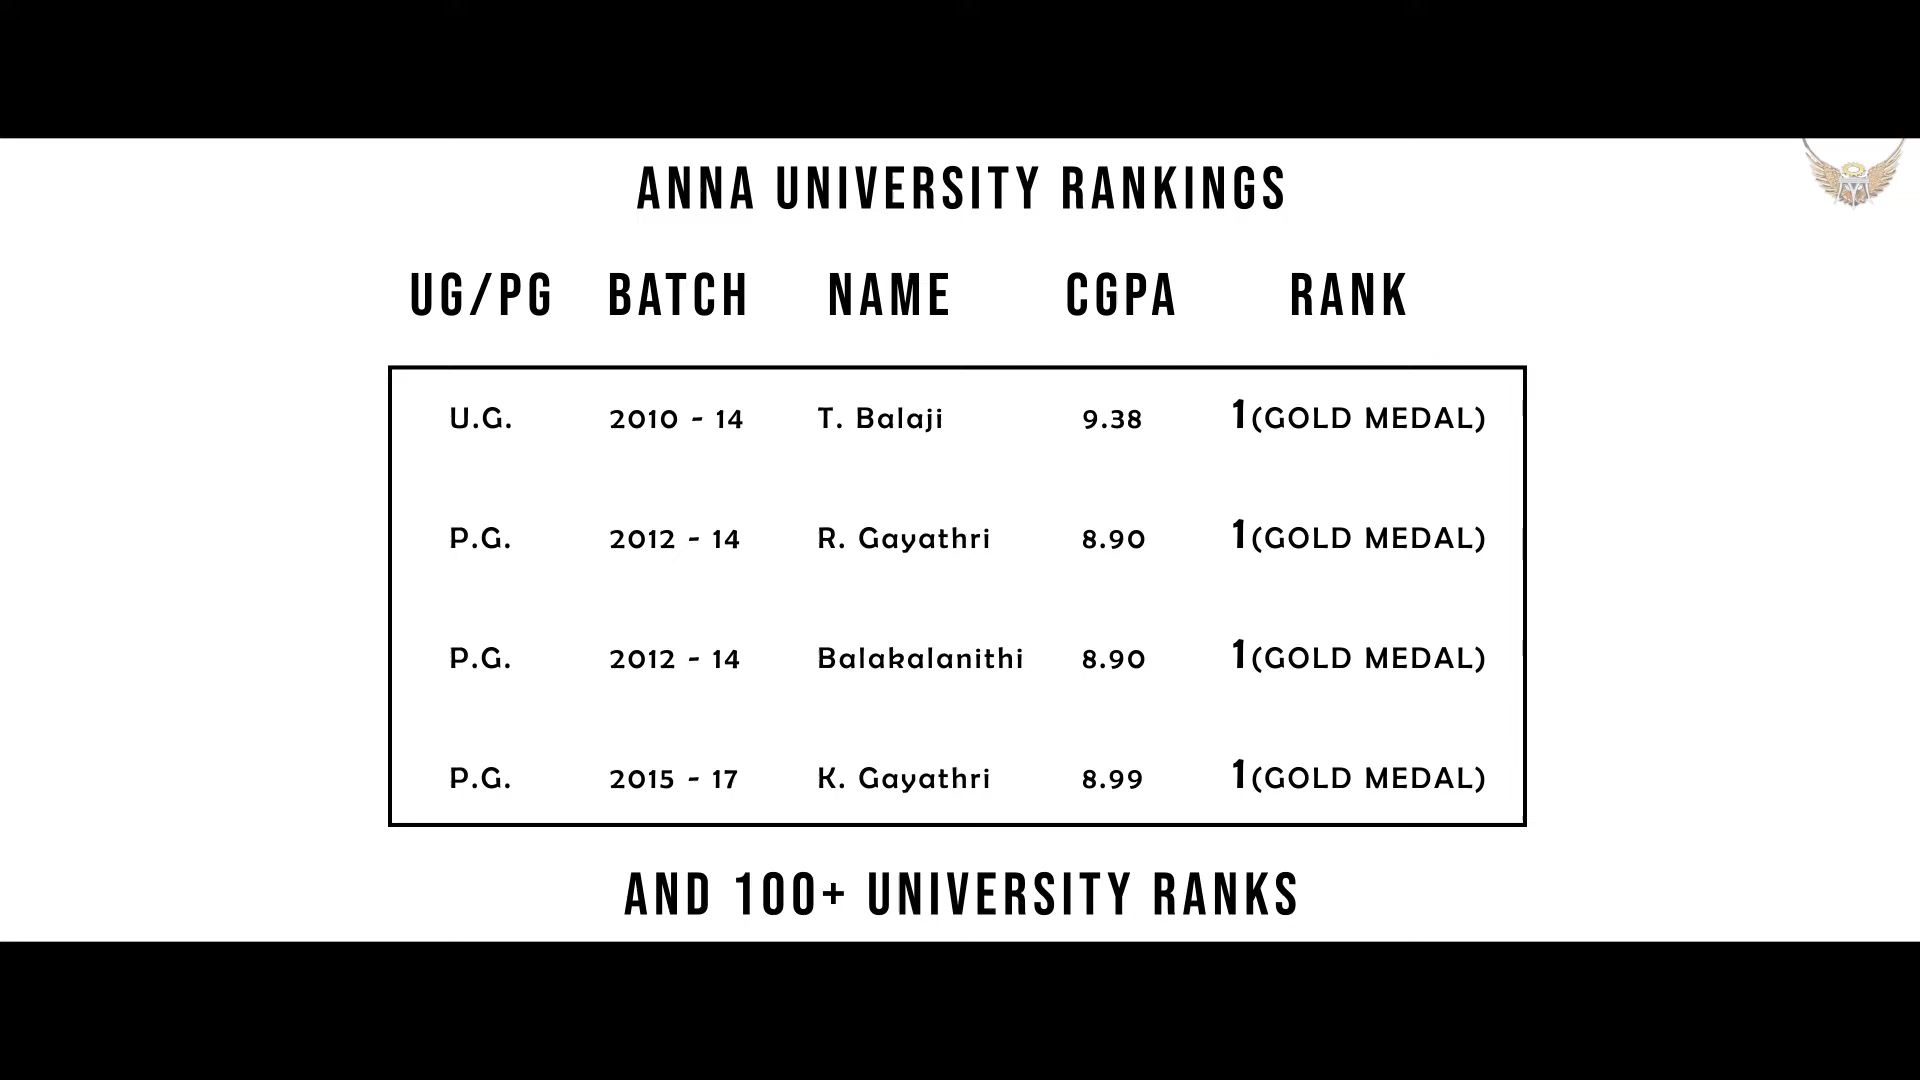 ANNA UNIVERSITY RANKINGS
UG/PG BATCH NAME CGPA RANK
U.G. 2010 - 14 T. Balaji 9.38 1(GOLD MEDAL)
P.G. 2012 - 14 R. Gayathri 8.90 1(GOLD MEDAL)
P.G. 2012 - 14 Balakalanithi 8.90 1(GOLD MEDAL)
P.G. 2015 - 17 K. Gayathri 8.99 1(GOLD MEDAL)
AND 100+ UNIVERSITY RANKS